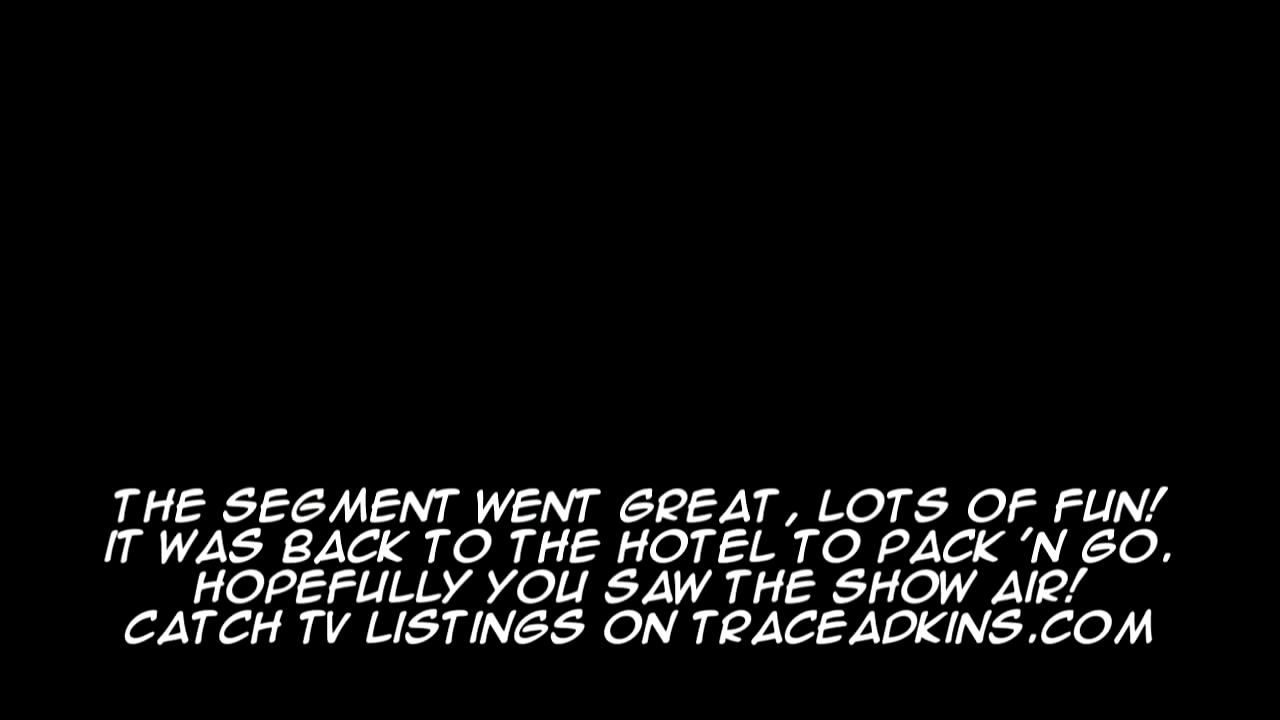 THE SEGMENT WENT GREAT, LOTS OF FUN!
IT WAS BACK TO THE HOTEL TO PACK 'N GO.
HOPEFULLY YOU SAW THE SHOW AIR!
CATCH TV LISTINGS ON TRACEADKINS.COM